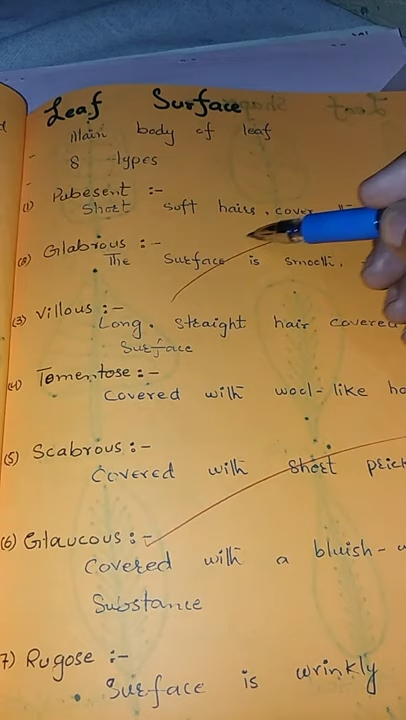 Leaf Surface
Main body of leaf
- 8 types
(1) Pubesent :-
Short soft hairs, cover
(2) Glabrous :-
The Surface is smooth.
(3) Villous :-
Long. Straight hair covered
Surface
(4) Tementose :-
Covered with wool-like
(5) Scabrous :-
Covered with short
(6) Glaucous :-
Covered with a bluish-
Substance
7) Rugose :-
Surface is wrinkly